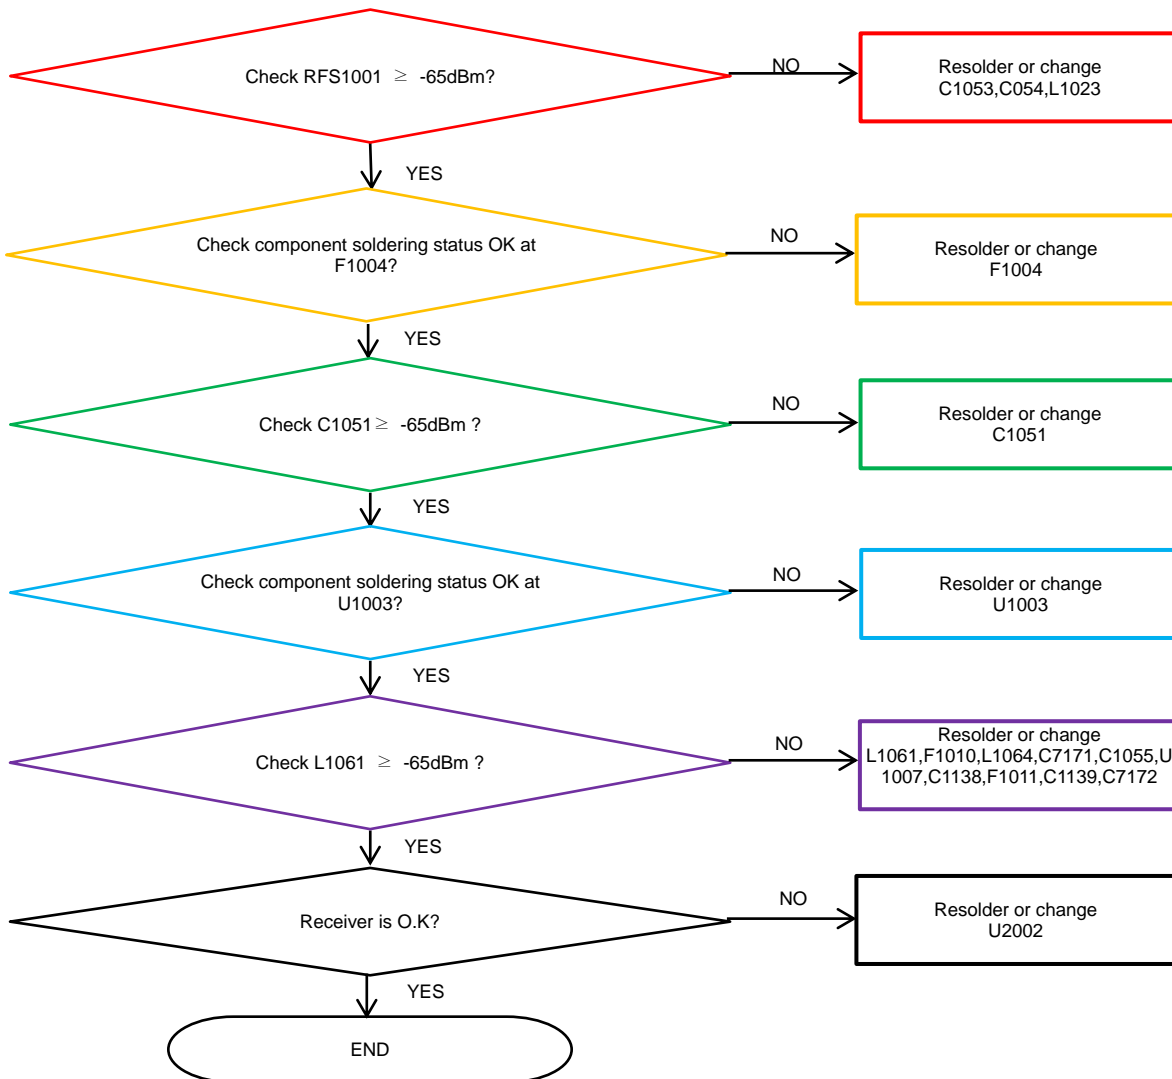 Check RFS1001 ≥ -65dBm?
NO
Resolder or change
C1053,C054,L1023
YES
Check component soldering status OK at
F1004?
NO
Resolder or change
F1004
YES
Check C1051≥ -65dBm ?
NO
Resolder or change
C1051
YES
Check component soldering status OK at
U1003?
NO
Resolder or change
U1003
YES
Check L1061 ≥ -65dBm ?
NO
Resolder or change
L1061,F1010,L1064,C7171,C1055,U
1007,C1138,F1011,C1139,C7172
YES
Receiver is O.K?
NO
Resolder or change
U2002
YES
END